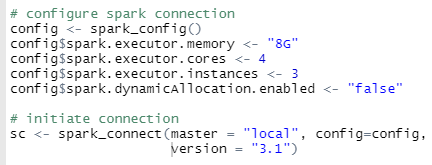 # configure spark connection
config <- spark_config()
config$spark.executor.memory <- "8G"
config$spark.executor.cores <- 4
config$spark.executor.instances <- 3
config$spark.dynamicAllocation.enabled <- "false"
# initiate connection
sc <- spark_connect(master = "local", config=config,
version = "3.1")